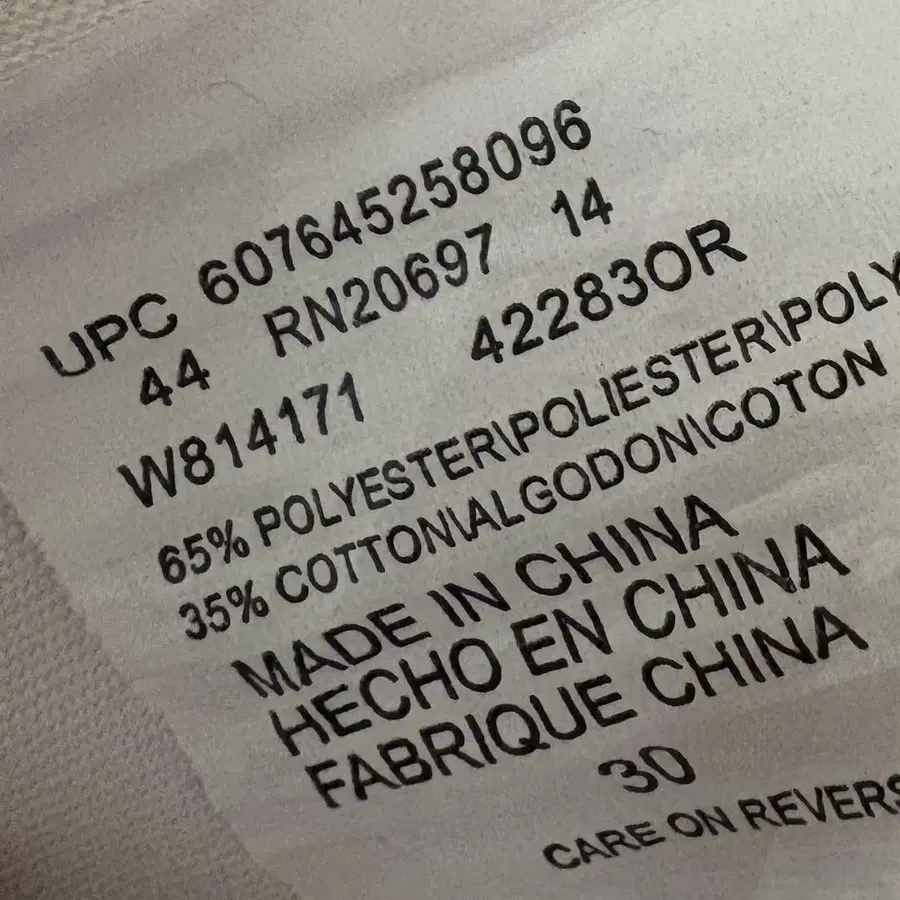 UPC 607645258096
44 RN20697 14
W814171 42283OR
65% POLYESTER\POLIESTER\POLY
35% COTTON\ALGODON\COTON
MADE IN CHINA
HECHO EN CHINA
FABRIQUE CHINA
30
CARE ON REVERS